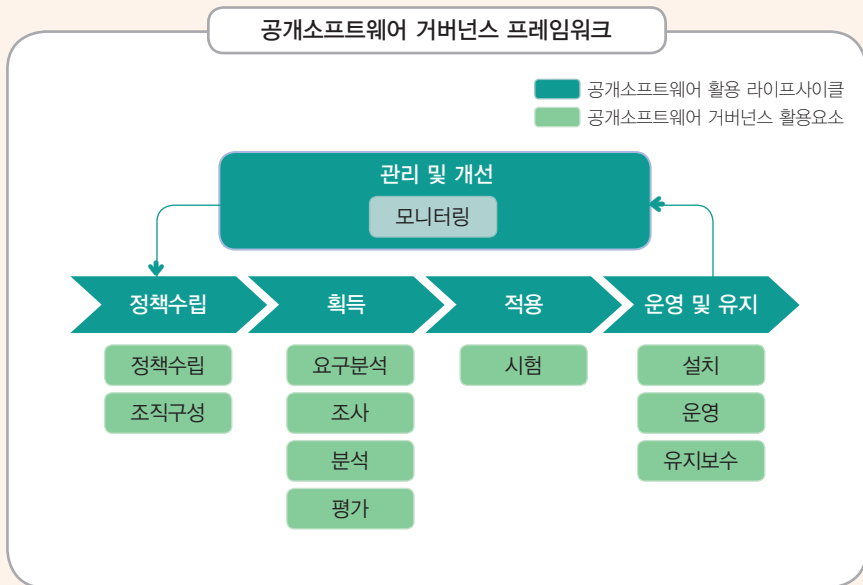 공개소프트웨어 거버넌스 프레임워크
공개소프트웨어 활용 라이프사이클
공개소프트웨어 거버넌스 활용요소
관리 및 개선
모니터링
정책수립
획득
적용
운영 및 유지
정책수립
요구분석
시험
설치
조직구성
조사
운영
분석
유지보수
평가